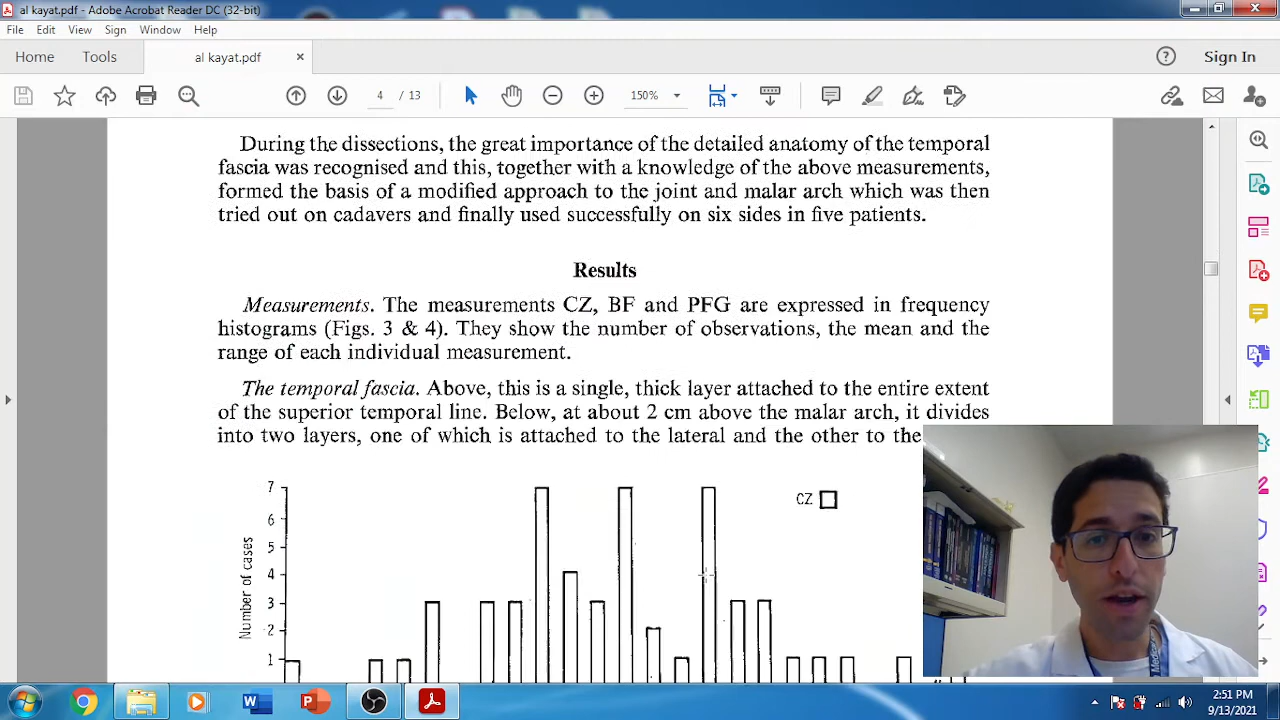 al kayat.pdf - Adobe Acrobat Reader DC (32-bit)
File Edit View Sign Window Help
Home Tools al kayat.pdf × ? Sign In
4 / 13 150%
During the dissections, the great importance of the detailed anatomy of the temporal
fascia was recognised and this, together with a knowledge of the above measurements,
formed the basis of a modified approach to the joint and malar arch which was then
tried out on cadavers and finally used successfully on six sides in five patients.
Results
Measurements. The measurements CZ, BF and PFG are expressed in frequency
histograms (Figs. 3 & 4). They show the number of observations, the mean and the
range of each individual measurement.
The temporal fascia. Above, this is a single, thick layer attached to the entire extent
of the superior temporal line. Below, at about 2 cm above the malar arch, it divides
into two layers, one of which is attached to the lateral and the other to the
7
CZ
6
5
4
3
2
1
Number of cases
2:51 PM
9/13/2021